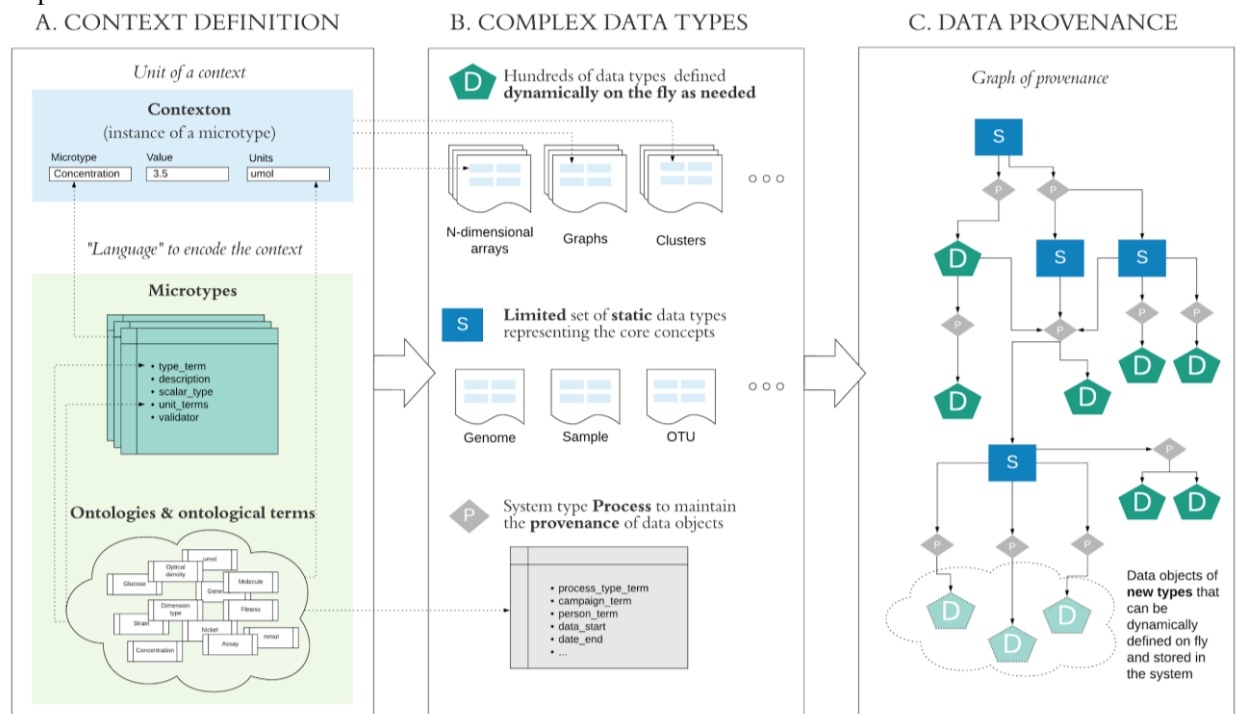 A. CONTEXT DEFINITION
Unit of a context
Contexton
(instance of a microtype)
Microtype
Value
Units
Concentration
3.5
umol
"Language" to encode the context
Microtypes
• type_term
• description
• scalar_type
• unit_terms
• validator
Ontologies & ontological terms
umol
Optical
density
Glucose
Molecule
Gene
Dimension
type
Fitness
Strain
Nickel
mmol
Assay
Concentration
B. COMPLEX DATA TYPES
D
Hundreds of data types defined
dynamically on the fly as needed
N-dimensional
arrays
Graphs
Clusters
S
Limited set of static data types
representing the core concepts
Genome
Sample
OTU
P
System type Process to maintain
the provenance of data objects
• process_type_term
• campaign_term
• person_term
• data_start
• date_end
• ...
C. DATA PROVENANCE
Graph of provenance
S
P
P
D
S
S
P
P
P
P
D
D
D
D
S
P
D
D
P
P
P
D
D
D
Data objects of
new types that
can be
dynamically
defined on fly
and stored in
the system